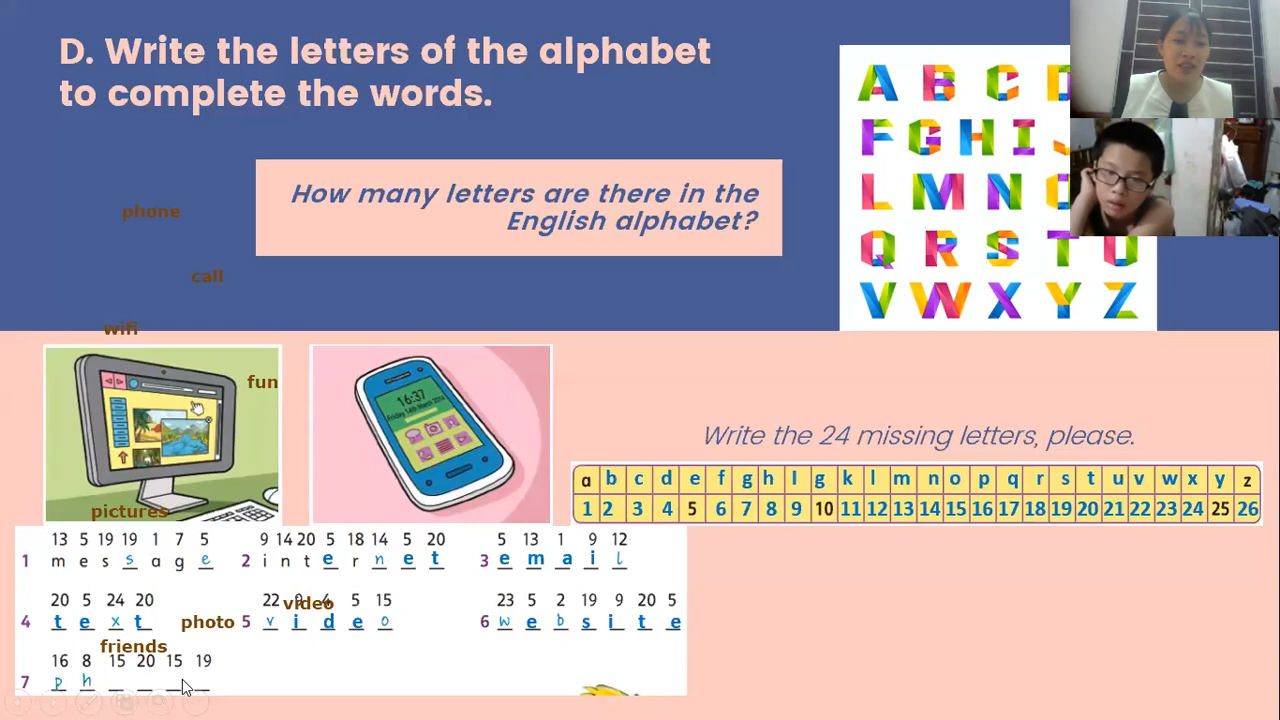 D. Write the letters of the alphabet
to complete the words.
A B C D
F G H I J
L M N O
Q R S T U
V W X Y Z
How many letters are there in the
English alphabet?
phone
call
wifi
fun
16:37
Write the 24 missing letters, please.
a b c d e f g h I g k l m n o p q r s t u v w x y z
1 2 3 4 5 6 7 8 9 10 11 12 13 14 15 16 17 18 19 20 21 22 23 24 25 26
pictures
13 5 19 19 1 7 5 9 14 20 5 18 14 5 20 5 13 1 9 12
1 m e s s a g e 2 i n t e r n e t 3 e m a i l
20 5 24 20 22 9 4 5 15 23 5 2 19 9 20 5
video
4 t e x t photo 5 v i d e o 6 w e b s i t e
friends
16 8 15 20 15 19
7 p h